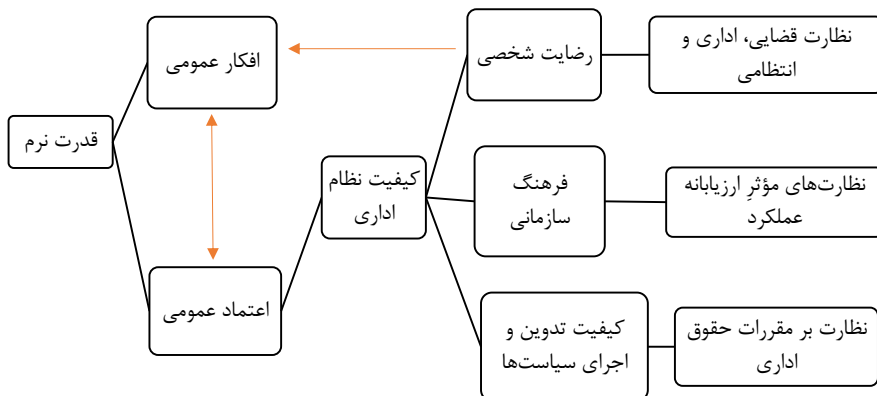 نظارت قضایی، اداری و
انتظامی
رضایت شخصی
افکار عمومی
قدرت نرم
کیفیت نظام
اداری
فرهنگ
سازمانی
نظارت‌های مؤثرِ ارزیابانه
عملکرد
اعتماد عمومی
کیفیت تدوین و
اجرای سیاست‌ها
نظارت بر مقررات حقوق
اداری